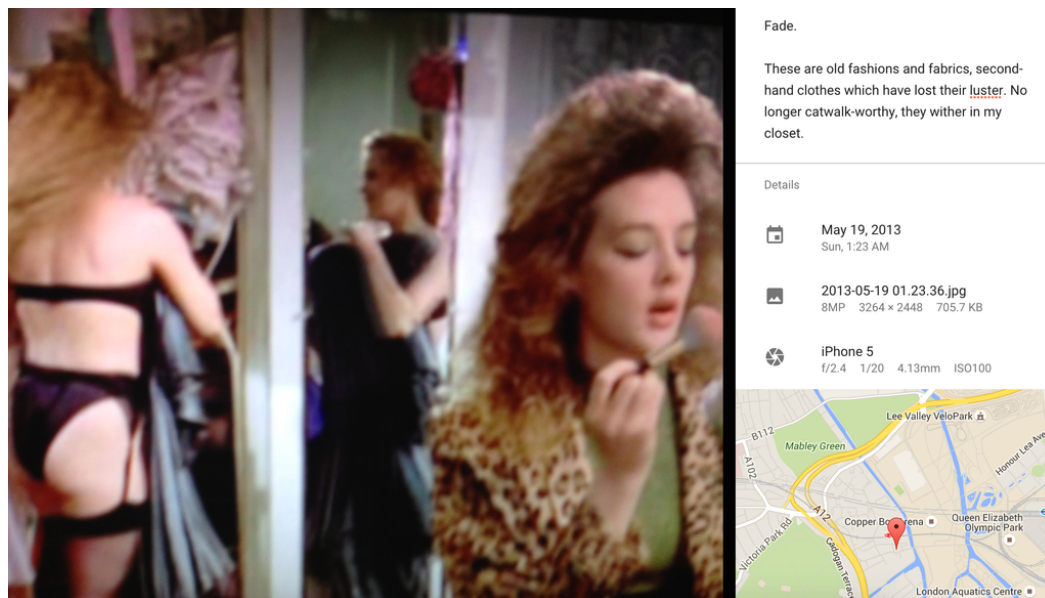 Fade.
These are old fashions and fabrics, second-
hand clothes which have lost their luster. No
longer catwalk-worthy, they wither in my
closet.
Details
May 19, 2013
Sun, 1:23 AM
2013-05-19 01.23.36.jpg
8MP 3264 × 2448 705.7 KB
iPhone 5
f/2.4 1/20 4.13mm ISO100
Lee Valley VeloPark
B112
Mabley Green
A102
Honour Lea Ave
A12
Copper Bo rena
Queen Elizabeth
Olympic Park
Victoria Park Rd
Cadogan Terrac
London Aquatics Centre